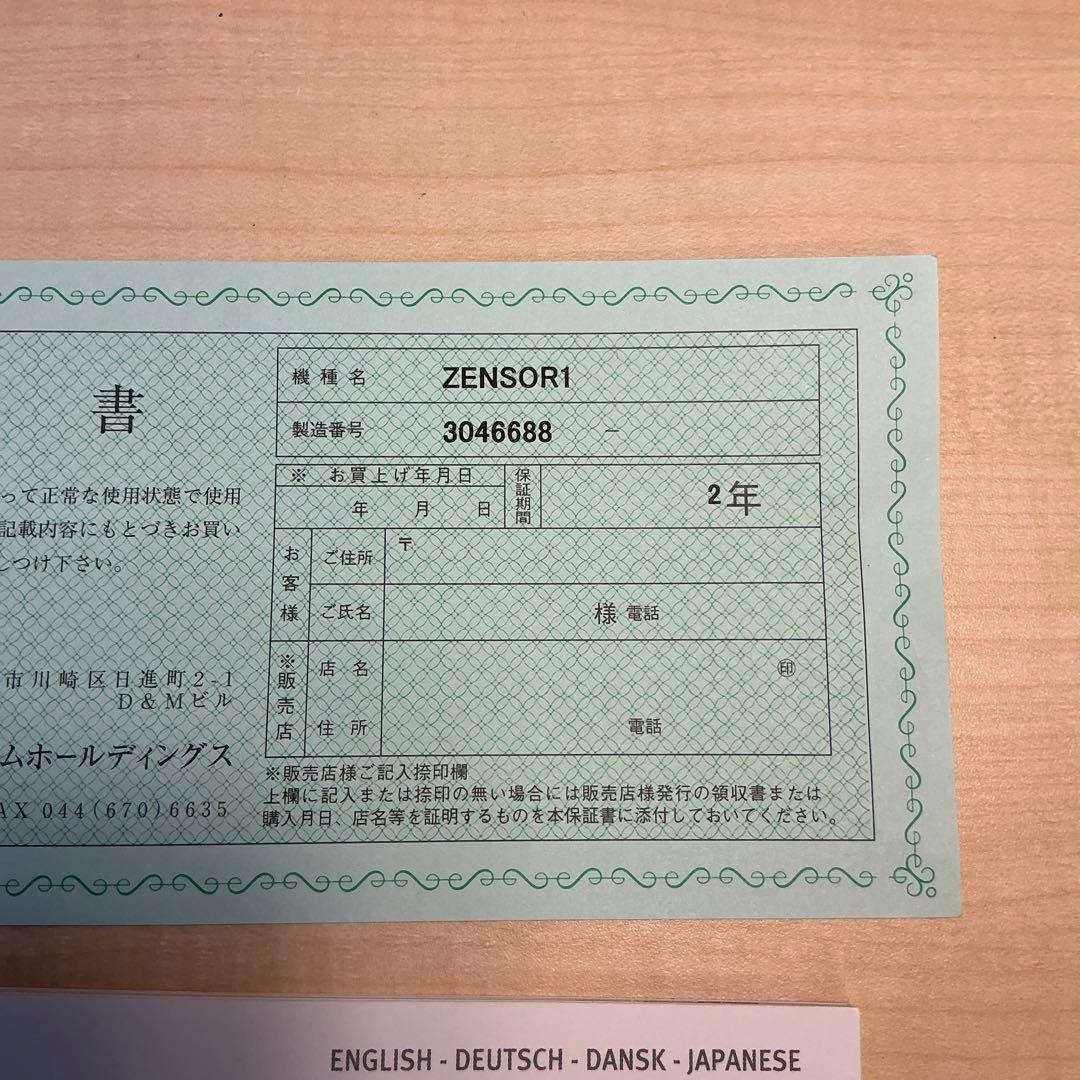 書
って正常な使用状態で使用
記載内容にもとづきお買い
しつけ下さい。
市川崎区日進町2-1
D&Mビル
ムホールディングス
AX 044(670)6635
機種名 ZENSOR1
製造番号 3046688 −
※ お買上げ年月日
年 月 日
保証期間
2年
お客様
ご住所 〒
ご氏名 様 電話
※販売店
店名 ㊞
住所 電話
※販売店様ご記入捺印欄
上欄に記入または捺印の無い場合には販売店様発行の領収書または
購入月日、店名等を証明するものを本保証書に添付しておいてください。
ENGLISH - DEUTSCH - DANSK - JAPANESE